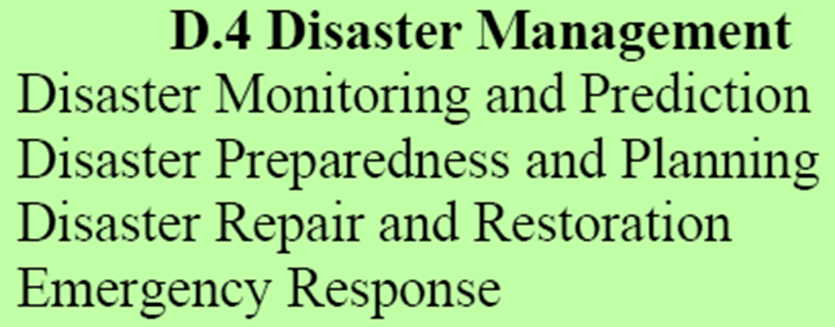 D.4 Disaster Management
Disaster Monitoring and Prediction
Disaster Preparedness and Planning
Disaster Repair and Restoration
Emergency Response